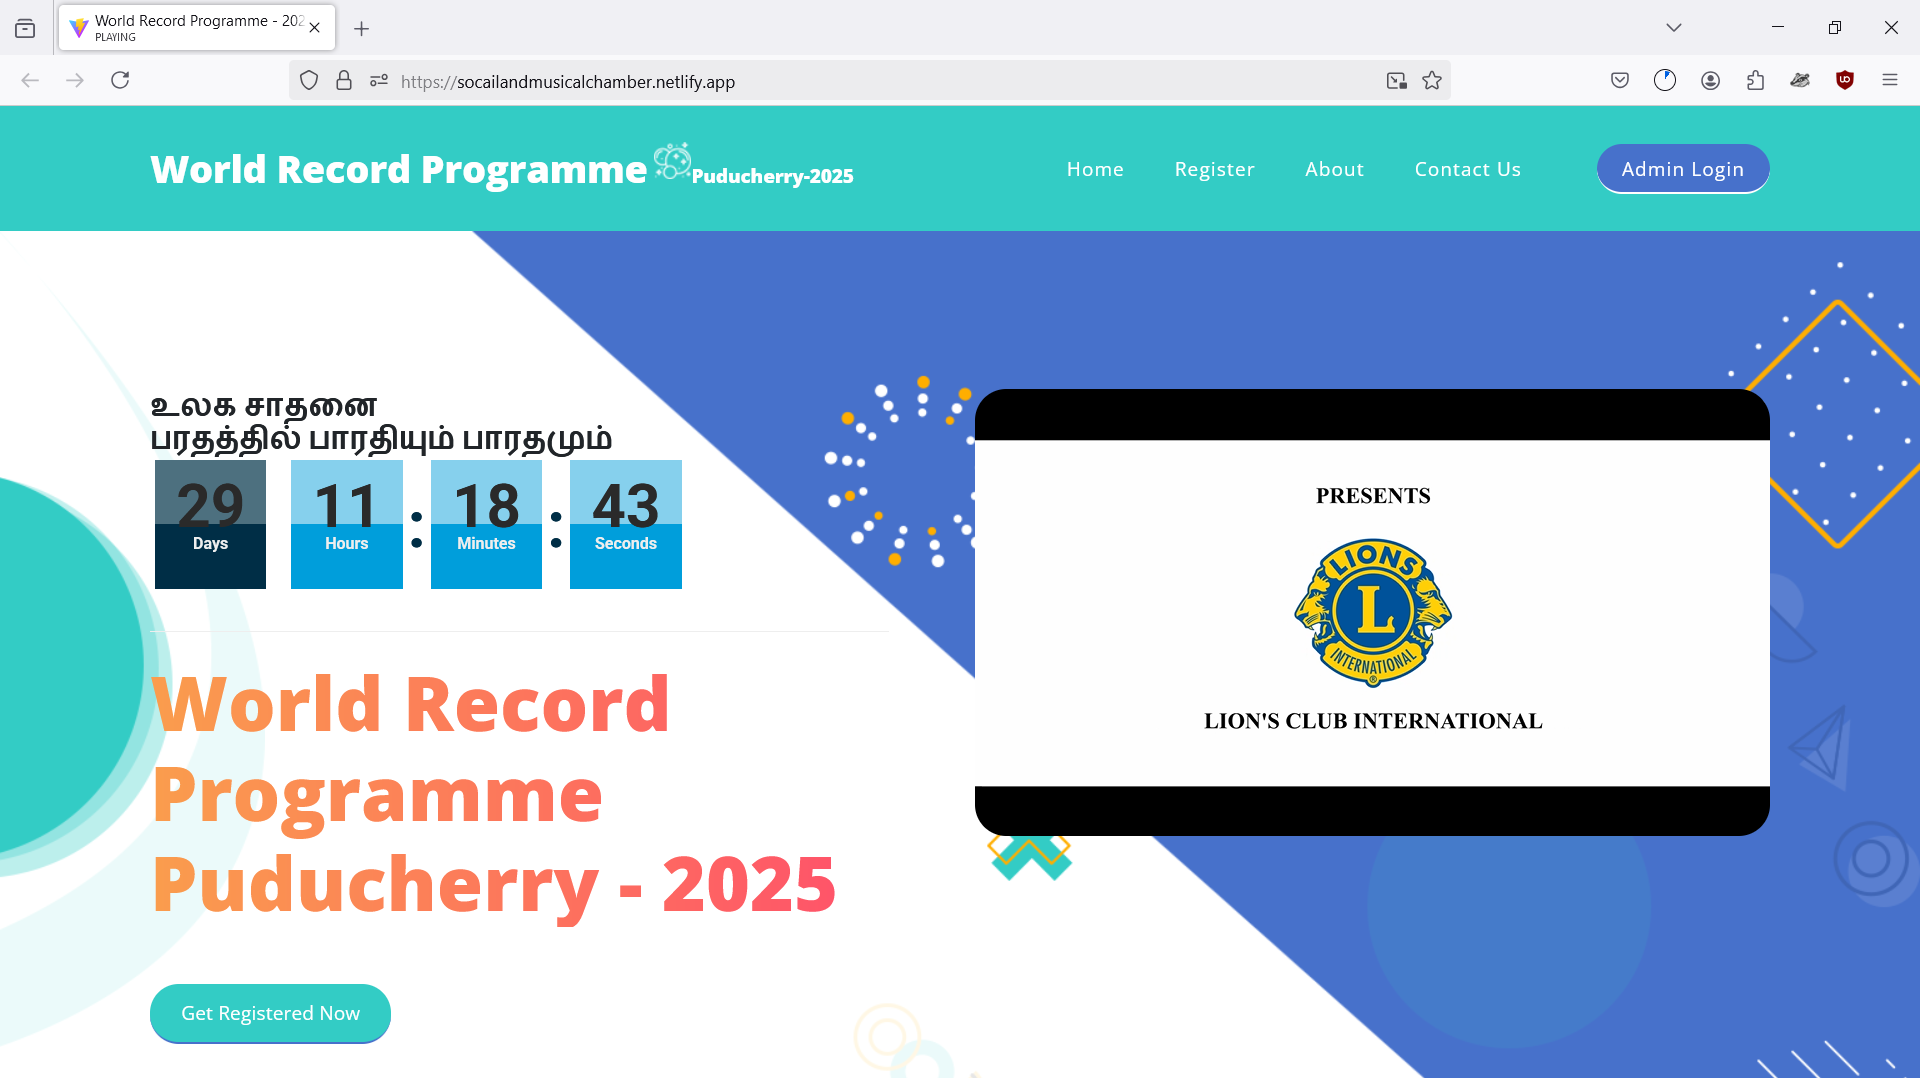 World Record Programme - 202
PLAYING
https://socailandmusicalchamber.netlify.app
World Record Programme Puducherry-2025
Home
Register
About
Contact Us
Admin Login
உலக சாதனை
பரதத்தில் பாரதியும் பாரதமும்
29 11 : 18 : 43
Days Hours Minutes Seconds
World Record
Programme
Puducherry - 2025
Get Registered Now
PRESENTS
LIONS
L
INTERNATIONAL
®
LION'S CLUB INTERNATIONAL